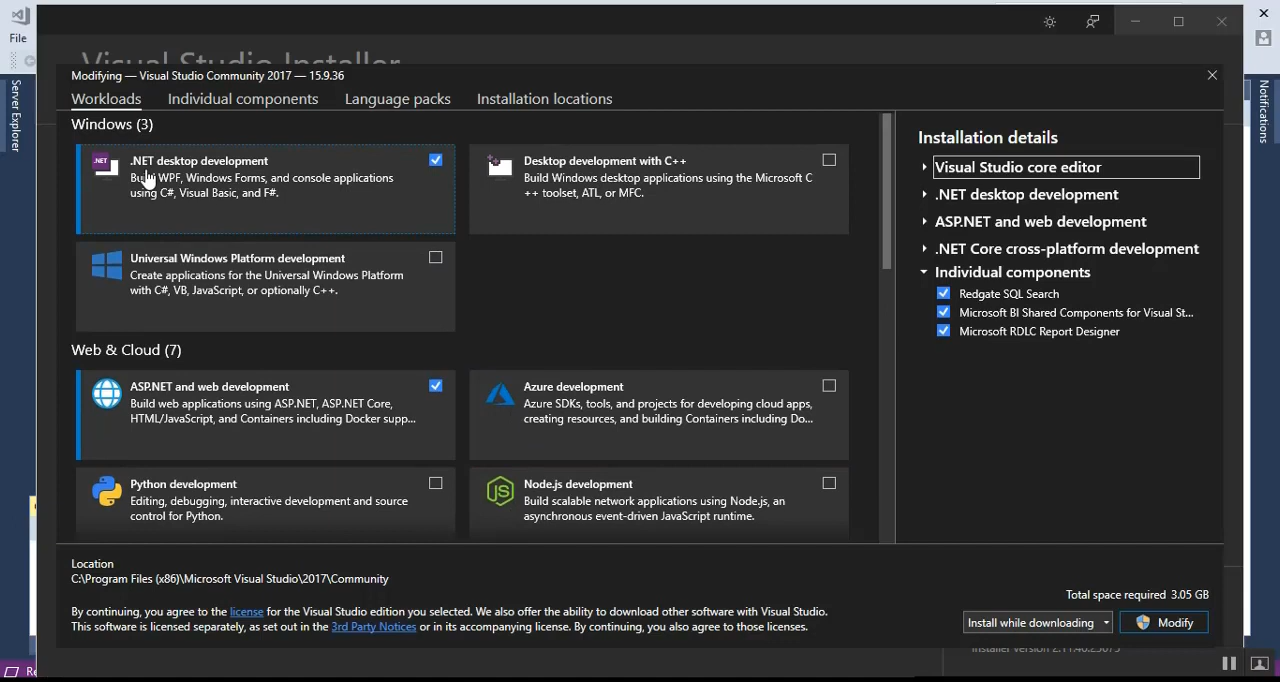 File
Server Explorer
Notifications
Visual Studio Installer
Modifying — Visual Studio Community 2017 — 15.9.36
Workloads Individual components Language packs Installation locations
Windows (3)
.NET
.NET desktop development
WPF, Windows Forms, and console applications
using C#, Visual Basic, and F#.
Desktop development with C++
Build Windows desktop applications using the Microsoft C
++ toolset, ATL, or MFC.
Universal Windows Platform development
Create applications for the Universal Windows Platform
with C#, VB, JavaScript, or optionally C++.
Web & Cloud (7)
ASP.NET and web development
Build web applications using ASP.NET, ASP.NET Core,
HTML/JavaScript, and Containers including Docker supp...
Azure development
Azure SDKs, tools, and projects for developing cloud apps,
creating resources, and building Containers including Do...
Python development
Editing, debugging, interactive development and source
control for Python.
JS
Node.js development
Build scalable network applications using Node.js, an
asynchronous event-driven JavaScript runtime.
Installation details
Visual Studio core editor
.NET desktop development
ASP.NET and web development
.NET Core cross-platform development
Individual components
Redgate SQL Search
Microsoft BI Shared Components for Visual St...
Microsoft RDLC Report Designer
Location
C:\Program Files (x86)\Microsoft Visual Studio\2017\Community
By continuing, you agree to the license for the Visual Studio edition you selected. We also offer the ability to download other software with Visual Studio.
This software is licensed separately, as set out in the 3rd Party Notices or in its accompanying license. By continuing, you also agree to those licenses.
Total space required 3.05 GB
Install while downloading
Modify
Re